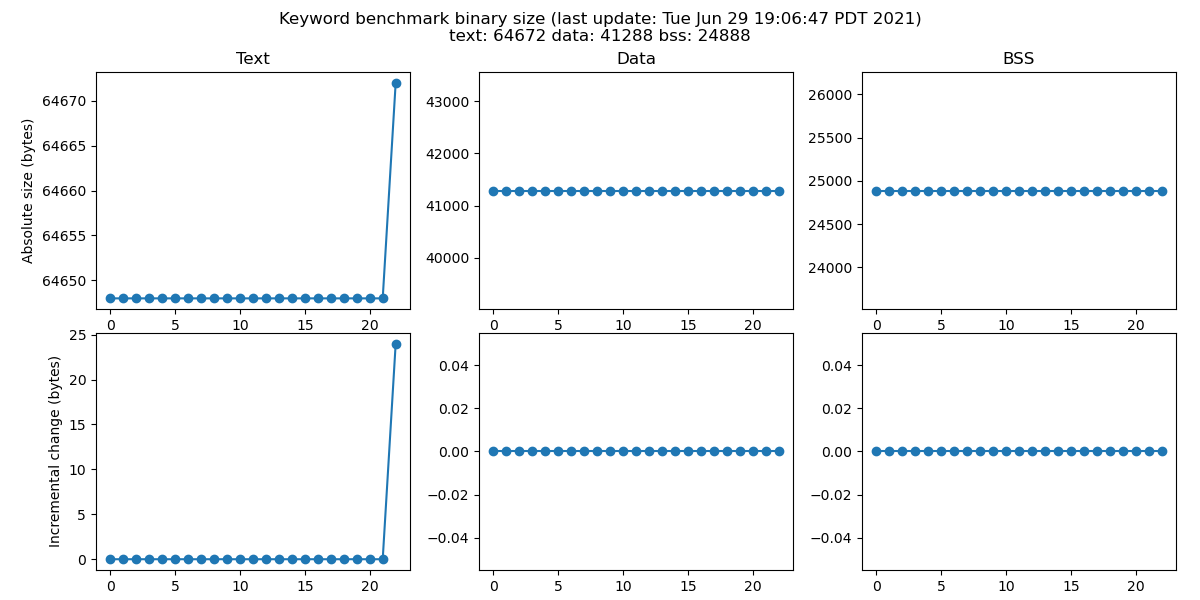 Keyword benchmark binary size (last update: Tue Jun 29 19:06:47 PDT 2021)
text: 64672 data: 41288 bss: 24888
Text
Data
BSS
Absolute size (bytes)
64670
64665
64660
64655
64650
0 5 10 15 20
43000
42000
41000
40000
0 5 10 15 20
26000
25500
25000
24500
24000
0 5 10 15 20
Incremental change (bytes)
25
20
15
10
5
0
0 5 10 15 20
0.04
0.02
0.00
−0.02
−0.04
0 5 10 15 20
0.04
0.02
0.00
−0.02
−0.04
0 5 10 15 20